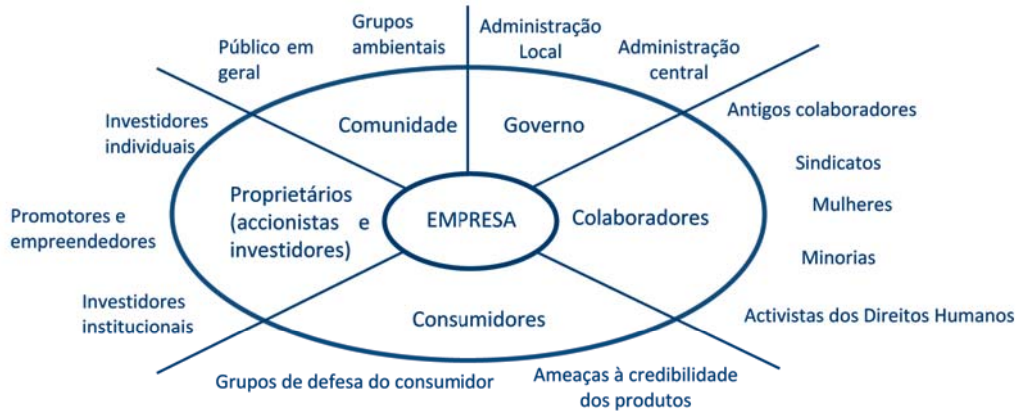 Público em
geral
Grupos
ambientais
Administração
Local
Administração
central
Investidores
individuais
Comunidade
Governo
Antigos colaboradores
Sindicatos
Promotores e
empreendedores
Proprietários
(accionistas e
investidores)
EMPRESA
Colaboradores
Mulheres
Minorias
Investidores
institucionais
Consumidores
Activistas dos Direitos Humanos
Grupos de defesa do consumidor
Ameaças à credibilidade
dos produtos